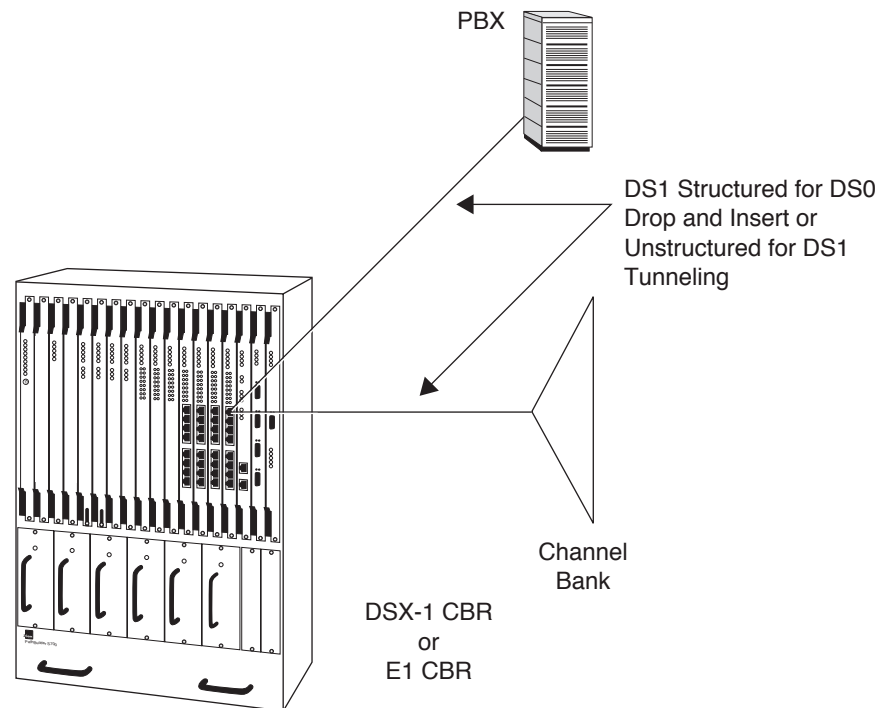 PBX
DS1 Structured for DS0
Drop and Insert or
Unstructured for DS1
Tunneling
Channel
Bank
DSX-1 CBR
or
E1 CBR